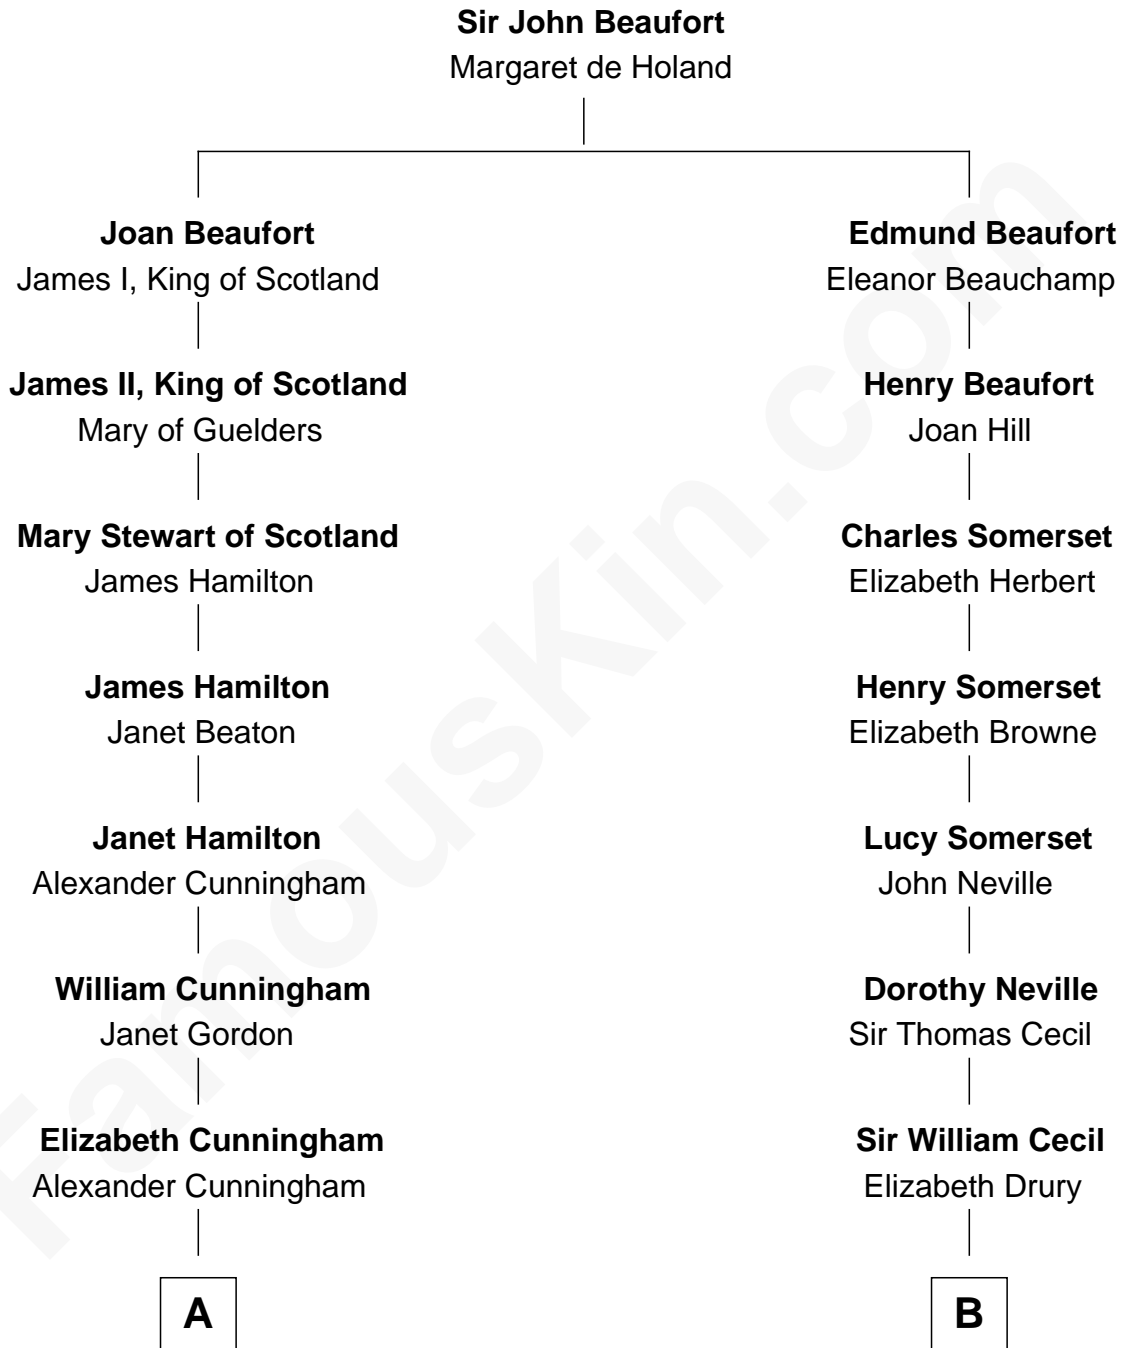 Sir John Beaufort
Margaret de Holand
Joan Beaufort
James I, King of Scotland
James II, King of Scotland
Mary of Guelders
Mary Stewart of Scotland
James Hamilton
James Hamilton
Janet Beaton
Janet Hamilton
Alexander Cunningham
William Cunningham
Janet Gordon
Elizabeth Cunningham
Alexander Cunningham
A
Edmund Beaufort
Eleanor Beauchamp
Henry Beaufort
Joan Hill
Charles Somerset
Elizabeth Herbert
Henry Somerset
Elizabeth Browne
Lucy Somerset
John Neville
Dorothy Neville
Sir Thomas Cecil
Sir William Cecil
Elizabeth Drury
B
FamousKin.com